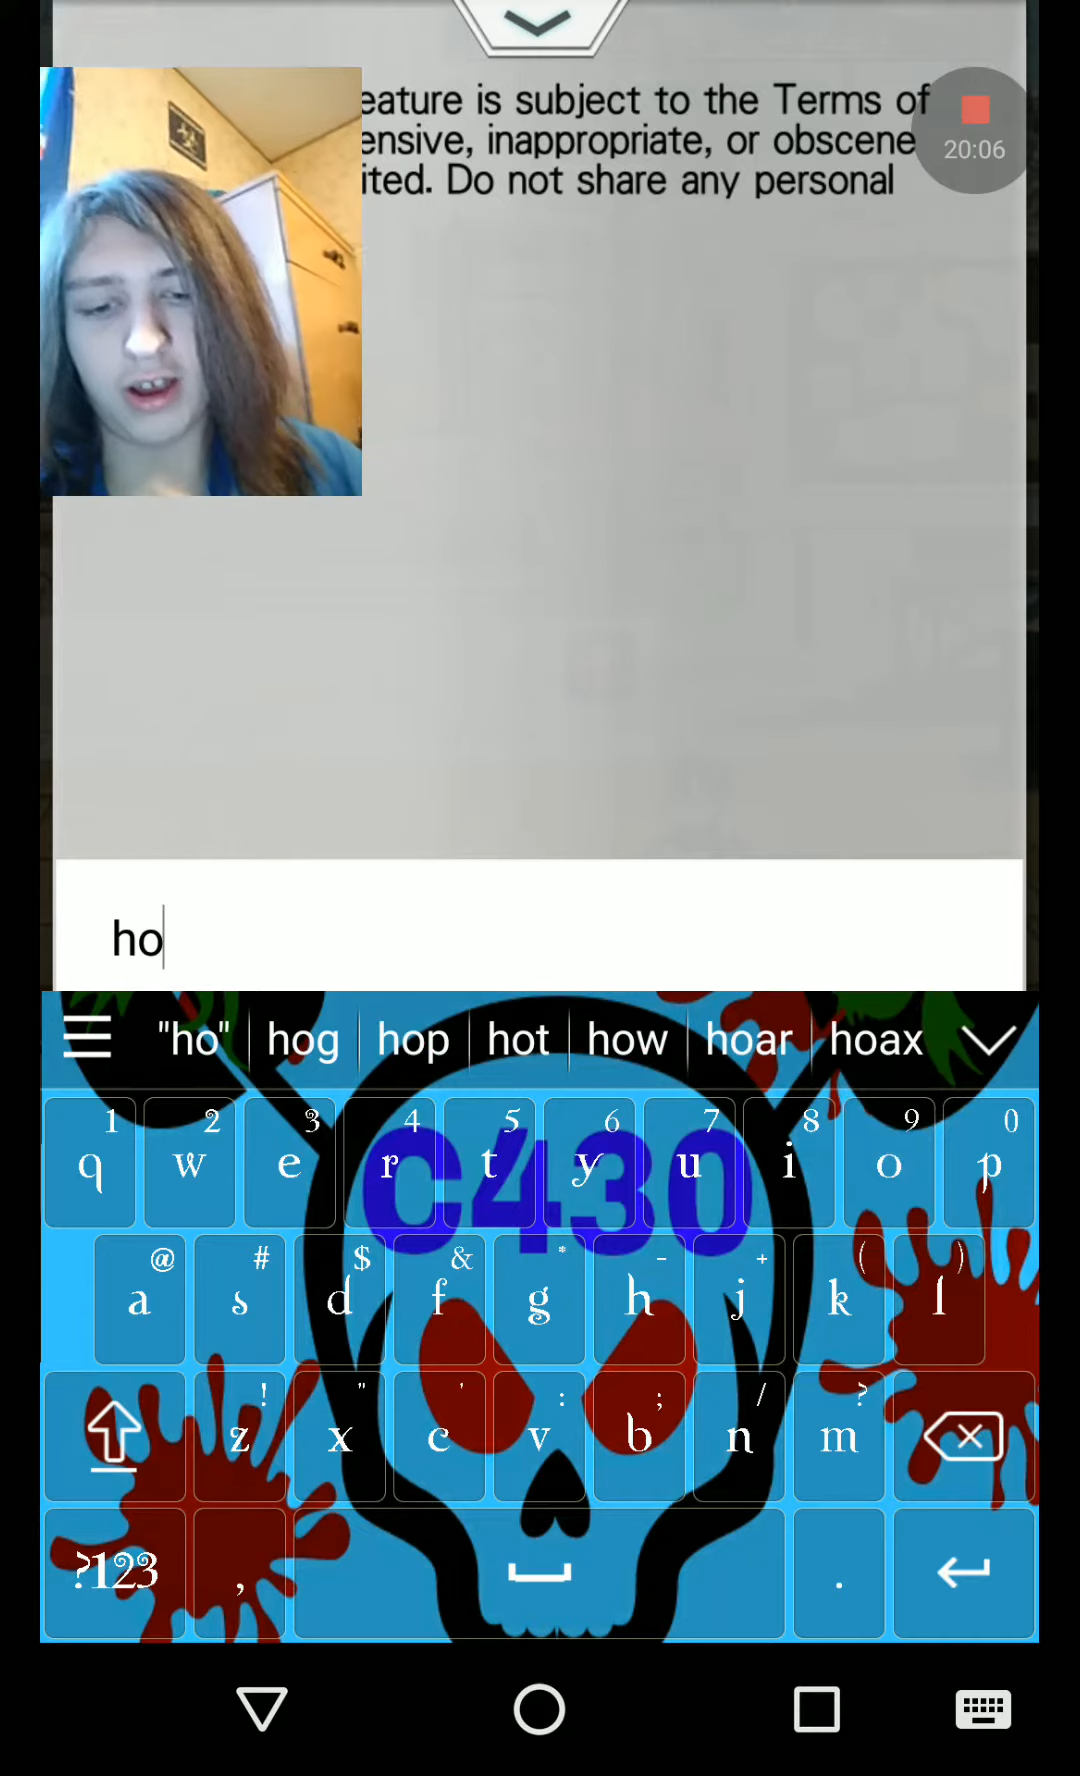 eature is subject to the Terms of
ensive, inappropriate, or obscene
ited. Do not share any personal
20:06
ho
"ho" hog hop hot how hoar hoax
1 2 3 4 5 6 7 8 9 0
q w e r t y u i o p
C430
@ # $ & * - + ( )
a s d f g h j k l
! " ' : ; / ?
z x c v b n m
?123 , .